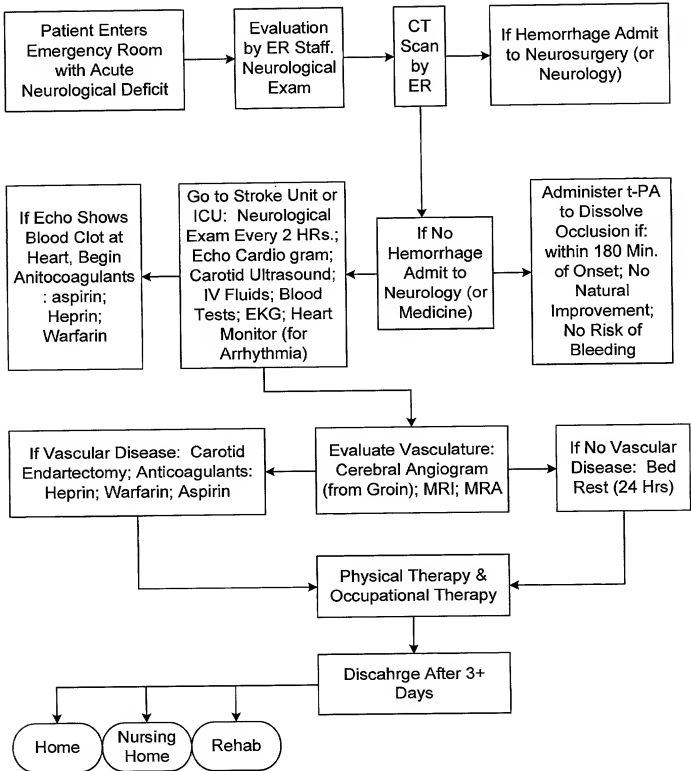 Patient Enters
Emergency Room
with Acute
Neurological Deficit
Evaluation
by ER Staff.
Neurological
Exam
CT
Scan
by
ER
If Hemorrhage Admit
to Neurosurgery (or
Neurology)
If Echo Shows
Blood Clot at
Heart, Begin
Anitocoagulants
: aspirin;
Heprin;
Warfarin
Go to Stroke Unit or
ICU: Neurological
Exam Every 2 HRs.;
Echo Cardio gram;
Carotid Ultrasound;
IV Fluids; Blood
Tests; EKG; Heart
Monitor (for
Arrhythmia)
If No
Hemorrhage
Admit to
Neurology (or
Medicine)
Administer t-PA
to Dissolve
Occlusion if:
within 180 Min.
of Onset; No
Natural
Improvement;
No Risk of
Bleeding
If Vascular Disease: Carotid
Endartectomy; Anticoagulants:
Heprin; Warfarin; Aspirin
Evaluate Vasculature:
Cerebral Angiogram
(from Groin); MRI; MRA
If No Vascular
Disease: Bed
Rest (24 Hrs)
Physical Therapy &
Occupational Therapy
Discahrge After 3+
Days
Home
Nursing
Home
Rehab